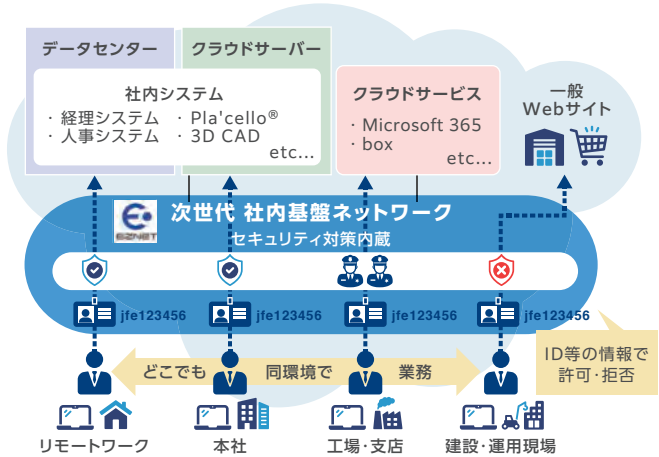 データセンター
クラウドサーバー
社内システム
・経理システム ・Pla'cello®
・人事システム ・3D CAD
etc...
クラウドサービス
・Microsoft 365
・box
etc...
一般
Webサイト
EZNET
次世代 社内基盤ネットワーク
セキュリティ対策内蔵
jfe123456
jfe123456
jfe123456
jfe123456
ID等の情報で
許可・拒否
どこでも 同環境で 業務
リモートワーク
本社
工場・支店
建設・運用現場